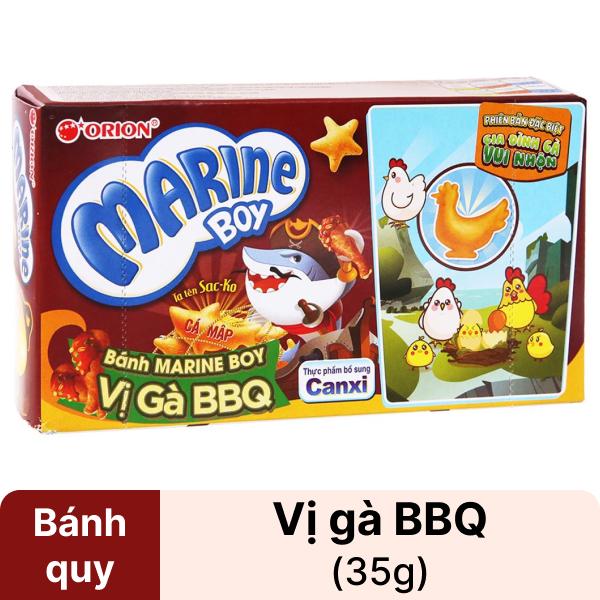 ORION
MARINE
BOY
Ta tên Sac-Ko
CÁ MẬP
Bánh MARINE BOY
Vị Gà BBQ
Thực phẩm bổ sung
Canxi
PHIÊN BẢN ĐẶC BIỆT
GIA ĐÌNH GÀ
VUI NHỘN
ORION
Bánh
quy
Vị gà BBQ
(35g)